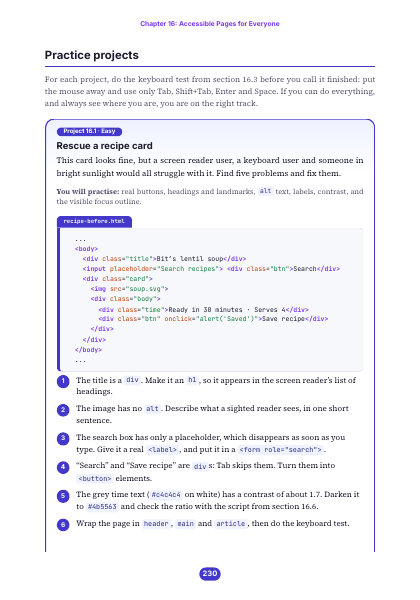 Chapter 16: Accessible Pages for Everyone
Practice projects
For each project, do the keyboard test from section 16.3 before you call it finished: put
the mouse away and use only Tab, Shift+Tab, Enter and Space. If you can do everything,
and always see where you are, you are on the right track.
Project 16.1 · Easy
Rescue a recipe card
This card looks fine, but a screen reader user, a keyboard user and someone in
bright sunlight would all struggle with it. Find five problems and fix them.
You will practise: real buttons, headings and landmarks, alt text, labels, contrast, and
the visible focus outline.
recipe-before.html
...
<body>
<div class="title">Bit's lentil soup</div>
<input placeholder="Search recipes"> <div class="btn">Search</div>
<div class="card">
<img src="soup.svg">
<div class="body">
<div class="time">Ready in 30 minutes · Serves 4</div>
<div class="btn" onclick="alert('Saved')">Save recipe</div>
</div>
</div>
</body>
...
1 The title is a div. Make it an h1, so it appears in the screen reader's list of
headings.
2 The image has no alt. Describe what a sighted reader sees, in one short
sentence.
3 The search box has only a placeholder, which disappears as soon as you
type. Give it a real <label>, and put it in a <form role="search">.
4 "Search" and "Save recipe" are div s: Tab skips them. Turn them into
<button> elements.
5 The grey time text (#c4c4c4 on white) has a contrast of about 1.7. Darken it
to #4b5563 and check the ratio with the script from section 16.6.
6 Wrap the page in header, main and article, then do the keyboard test.
230